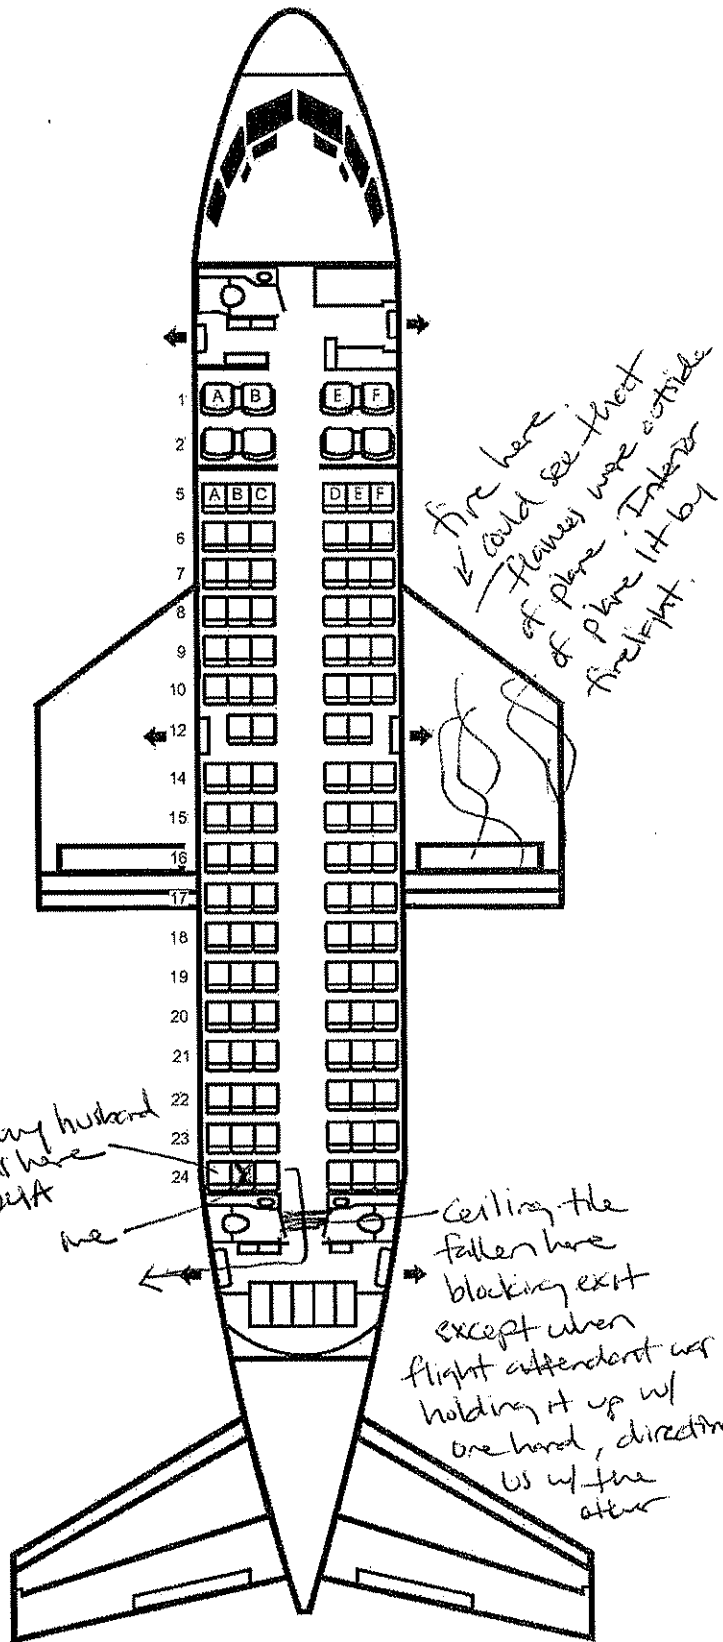 1 A B E F
2
5 A B C D E F
6
7
8
9
10
12
14
15
16
17
18
19
20
21
22
23
24
fire here.
could see that
flames were outside
of plane. Interior
of plane lit by
firelight.
my husband
here
24A
me
X
Ceiling tile
fallen here
blocking exit
except when
flight attendant was
holding it up w/
one hand, directing
us w/ the
other